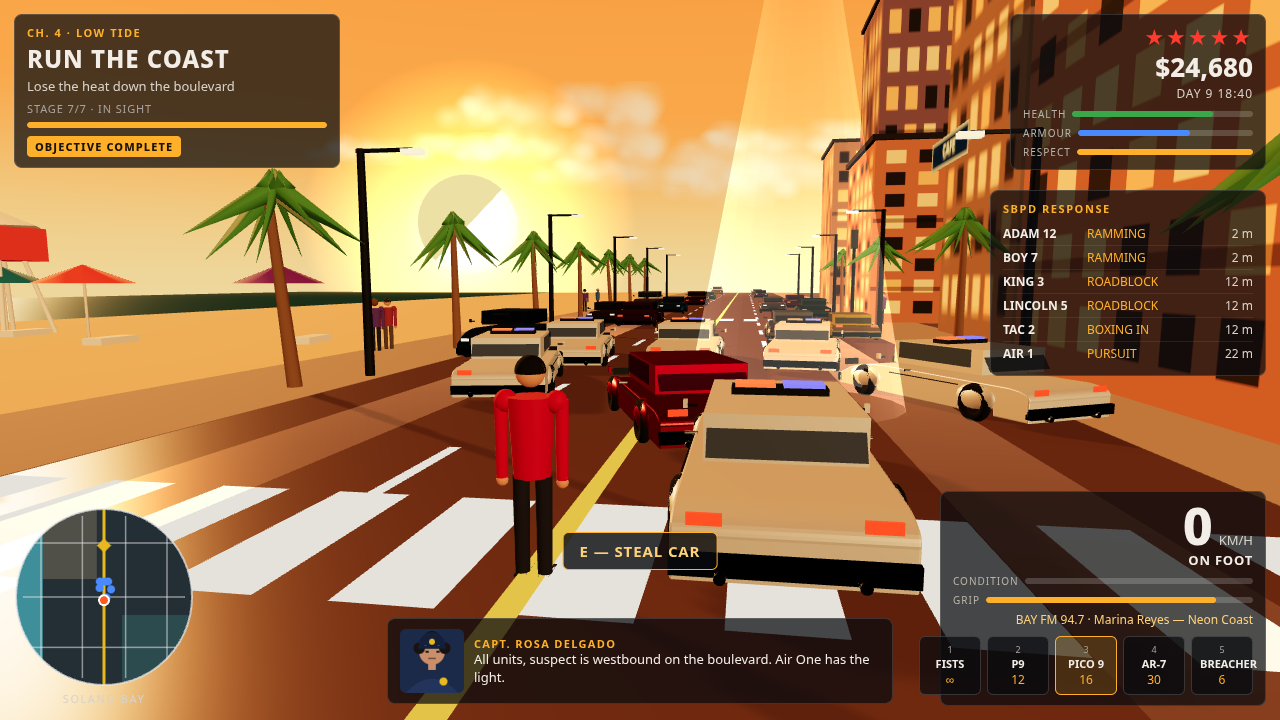 CH. 4 · LOW TIDE
RUN THE COAST
Lose the heat down the boulevard
STAGE 7/7 · IN SIGHT
OBJECTIVE COMPLETE
★★★★★
$24,680
DAY 9 18:40
HEALTH
ARMOUR
RESPECT
CAFE
SBPD RESPONSE
ADAM 12 RAMMING 2 m
BOY 7 RAMMING 2 m
KING 3 ROADBLOCK 12 m
LINCOLN 5 ROADBLOCK 12 m
TAC 2 BOXING IN 12 m
AIR 1 PURSUIT 22 m
E — STEAL CAR
SOLANO BAY
CAPT. ROSA DELGADO
All units, suspect is westbound on the boulevard. Air One has the
light.
0 KM/H
ON FOOT
CONDITION
GRIP
BAY FM 94.7 · Marina Reyes — Neon Coast
1 2 3 4 5
FISTS P9 PICO 9 AR-7 BREACHER
∞ 12 16 30 6